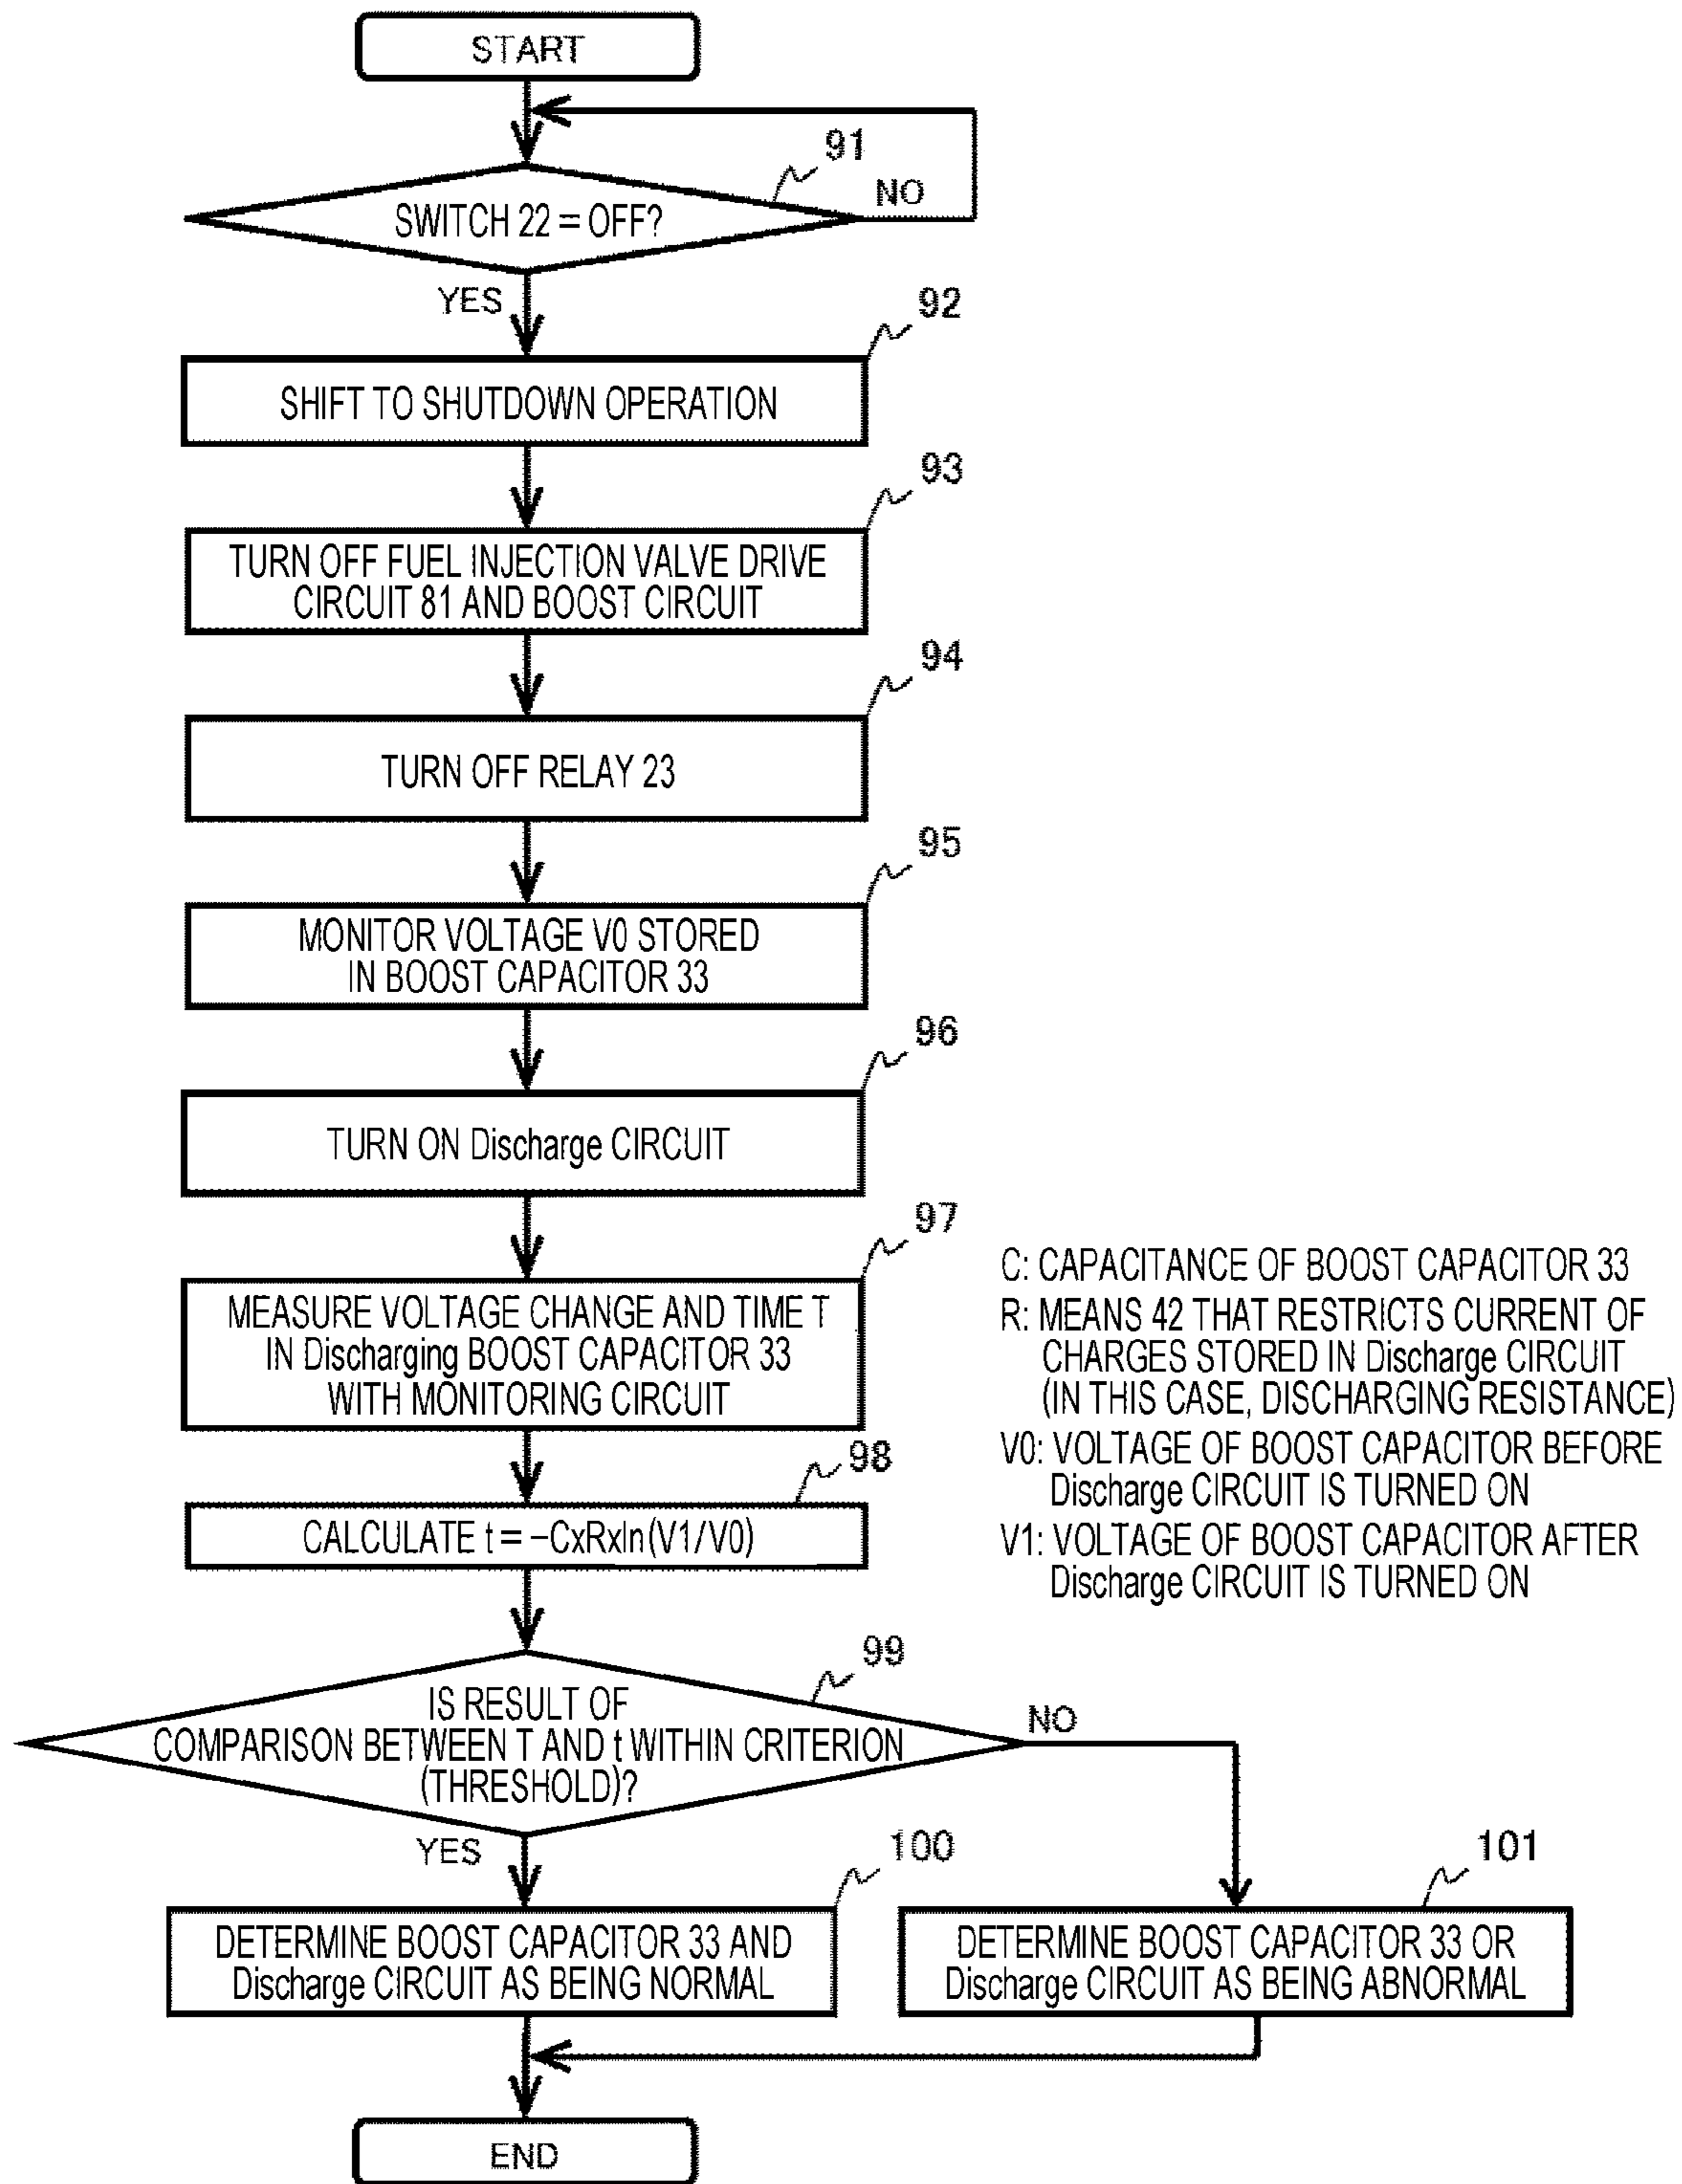 START
91
NO
SWITCH 22 = OFF?
YES
92
SHIFT TO SHUTDOWN OPERATION
93
TURN OFF FUEL INJECTION VALVE DRIVE
CIRCUIT 81 AND BOOST CIRCUIT
94
TURN OFF RELAY 23
95
MONITOR VOLTAGE V0 STORED
IN BOOST CAPACITOR 33
96
TURN ON Discharge CIRCUIT
97
MEASURE VOLTAGE CHANGE AND TIME T
IN Discharging BOOST CAPACITOR 33
WITH MONITORING CIRCUIT
C: CAPACITANCE OF BOOST CAPACITOR 33
R: MEANS 42 THAT RESTRICTS CURRENT OF
CHARGES STORED IN Discharge CIRCUIT
(IN THIS CASE, DISCHARGING RESISTANCE)
V0: VOLTAGE OF BOOST CAPACITOR BEFORE
Discharge CIRCUIT IS TURNED ON
V1: VOLTAGE OF BOOST CAPACITOR AFTER
Discharge CIRCUIT IS TURNED ON
98
CALCULATE t = –CxRxln(V1/V0)
99
IS RESULT OF
COMPARISON BETWEEN T AND t WITHIN CRITERION
(THRESHOLD)?
NO
YES
100
DETERMINE BOOST CAPACITOR 33 AND
Discharge CIRCUIT AS BEING NORMAL
101
DETERMINE BOOST CAPACITOR 33 OR
Discharge CIRCUIT AS BEING ABNORMAL
END